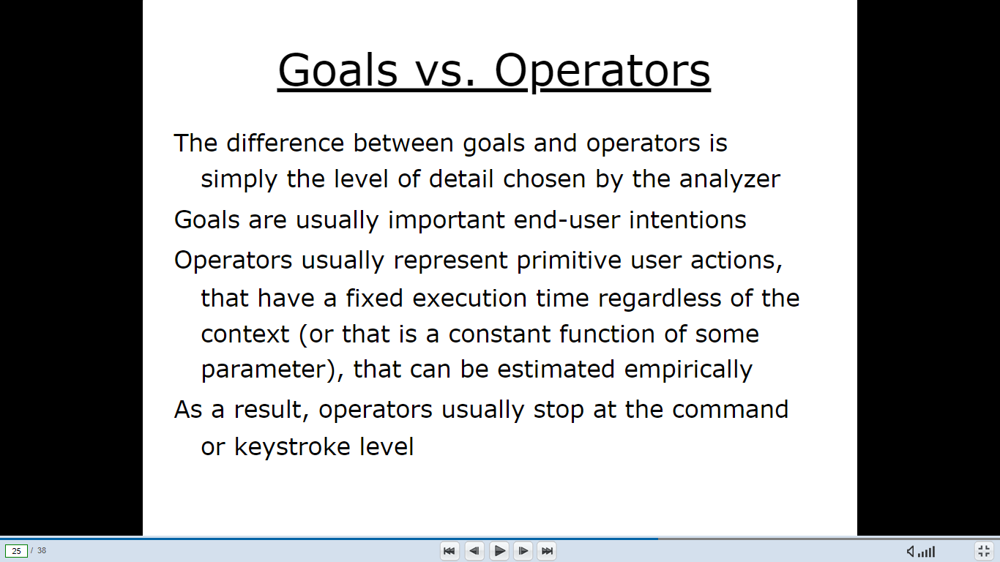 Goals vs. Operators
The difference between goals and operators is
simply the level of detail chosen by the analyzer
Goals are usually important end-user intentions
Operators usually represent primitive user actions,
that have a fixed execution time regardless of the
context (or that is a constant function of some
parameter), that can be estimated empirically
As a result, operators usually stop at the command
or keystroke level
25 / 38